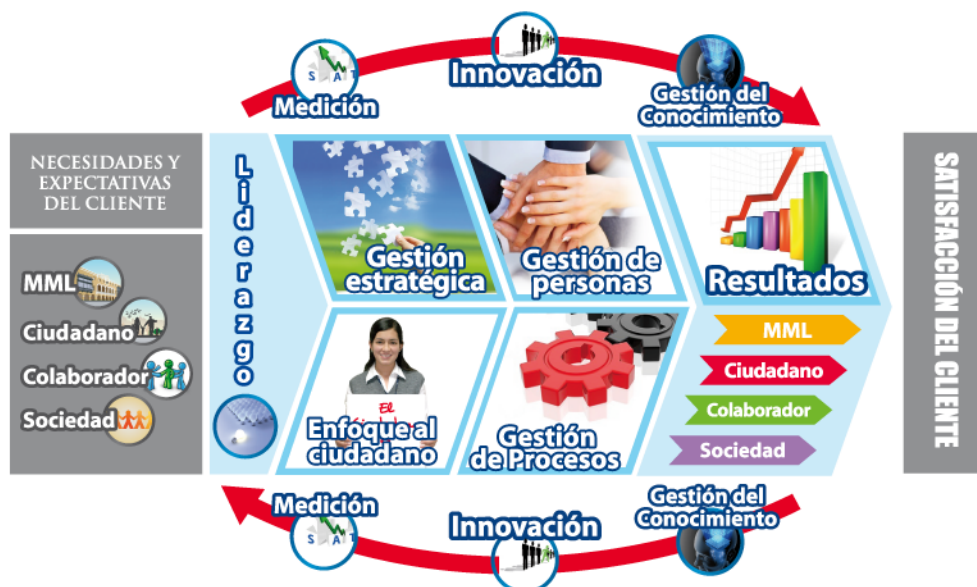 Medición
Innovación
Gestión del
Conocimiento
NECESIDADES Y
EXPECTATIVAS
DEL CLIENTE
MML
Ciudadano
Colaborador
Sociedad
Liderazgo
Gestión
estratégica
Gestión de
personas
Resultados
Enfoque al
ciudadano
El
Gestión
de Procesos
MML
Ciudadano
Colaborador
Sociedad
SATISFACCIÓN DEL CLIENTE
Medición
Innovación
Gestión del
Conocimiento
S A T
S A T